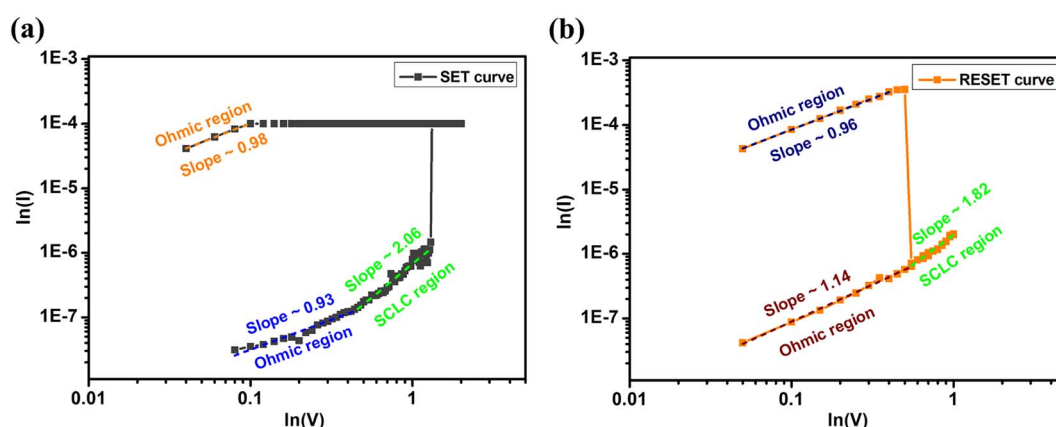 (a)
1E-3
1E-4
1E-5
1E-6
1E-7
ln(I)
SET curve
Ohmic region
Slope ~ 0.98
Slope ~ 2.06
SCLC region
Slope ~ 0.93
Ohmic region
0.01
0.1
1
ln(V)
(b)
1E-3
1E-4
1E-5
1E-6
1E-7
ln(I)
RESET curve
Ohmic region
Slope ~ 0.96
Slope ~ 1.82
SCLC region
Slope ~ 1.14
Ohmic region
0.01
0.1
1
ln(V)